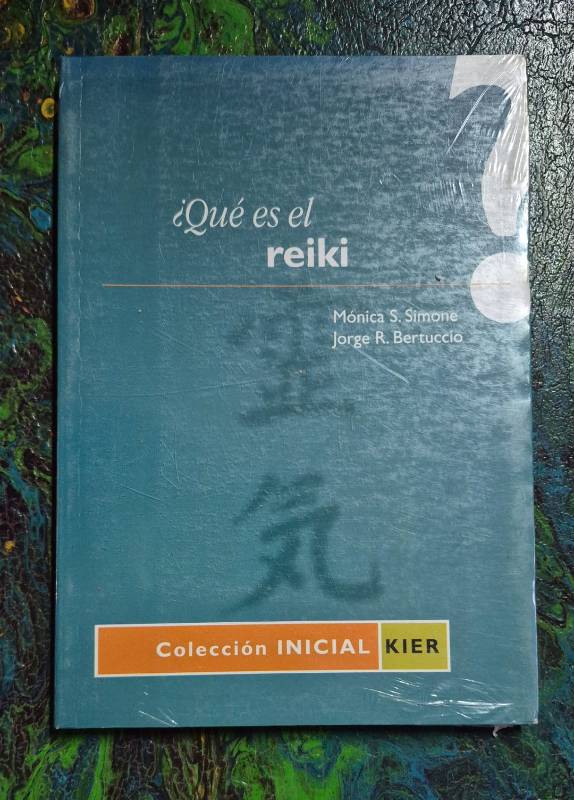 ¿Qué es el
reiki
?
Mónica S. Simone
Jorge R. Bertuccio
霊
気
Colección INICIAL KIER